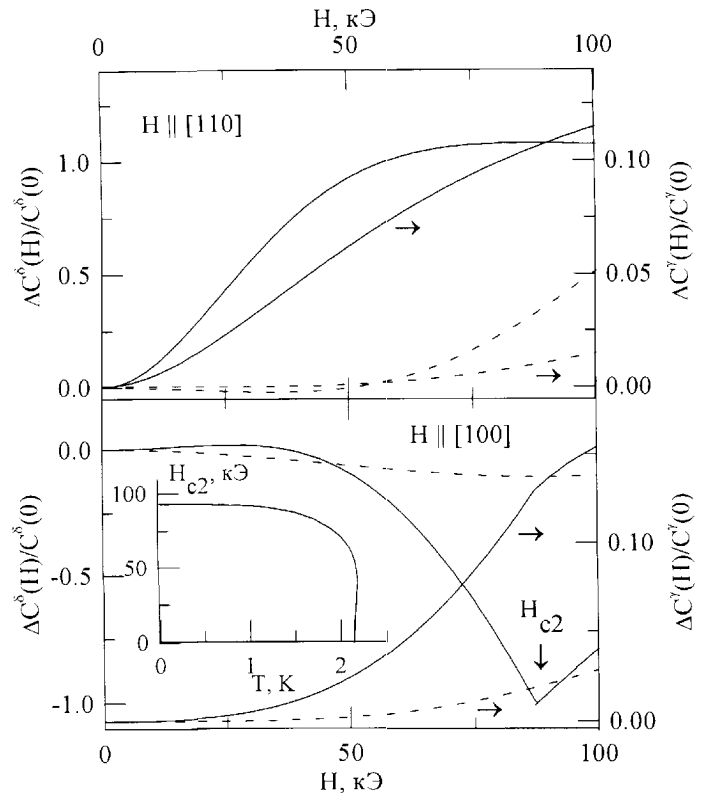 H, кЭ
0 50 100
H || [110]
1.0
0.5
0.0
ΔC^δ(H)/C^δ(0)
0.10
0.05
0.00
ΔC^γ(H)/C^γ(0)
→
→
H || [100]
0.0
-0.5
-1.0
ΔC^δ(H)/C^δ(0)
H_c2, кЭ
100
50
0
0 1 2
T, K
→
0.10
0.00
ΔC^γ(H)/C^γ(0)
H_c2
↓
→
0 50 100
H, кЭ